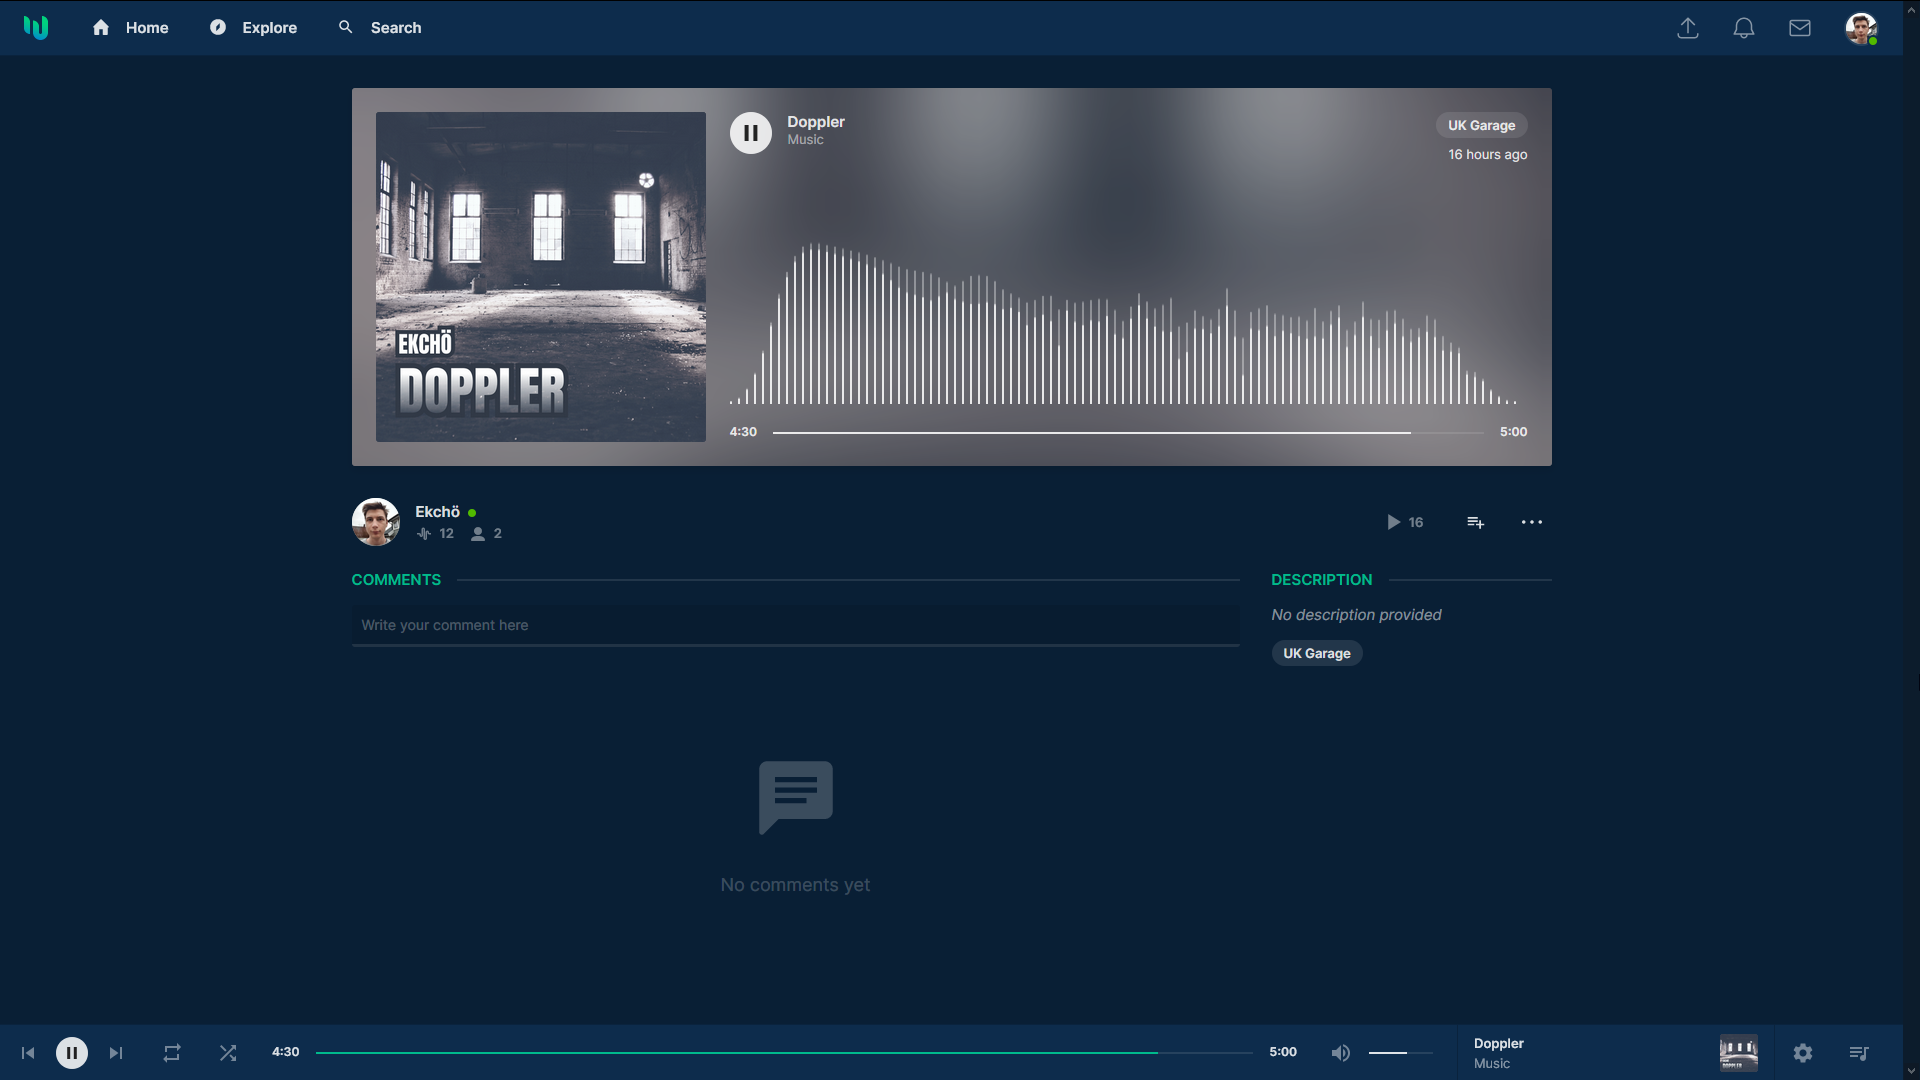 Home
Explore
Search
EKCHÖ
DOPPLER
Doppler
Music
UK Garage
16 hours ago
4:30
5:00
Ekchö
12
2
16
COMMENTS
Write your comment here
No comments yet
DESCRIPTION
No description provided
UK Garage
4:30
5:00
Doppler
Music
DOPPLER